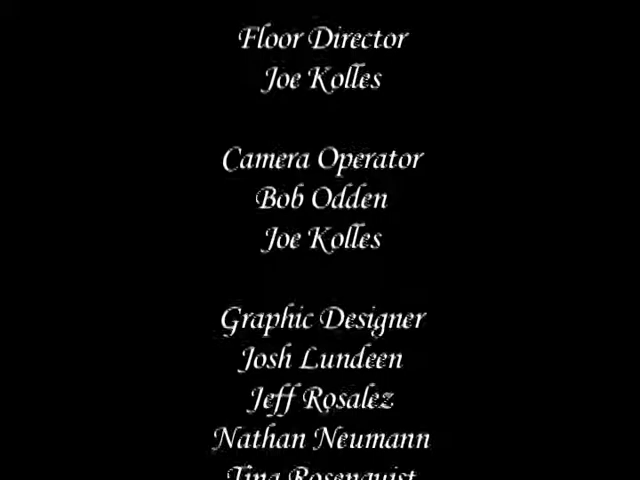 Floor Director
Joe Kolles
Camera Operator
Bob Odden
Joe Kolles
Graphic Designer
Josh Lundeen
Jeff Rosalez
Nathan Neumann
Tina Rosenquist